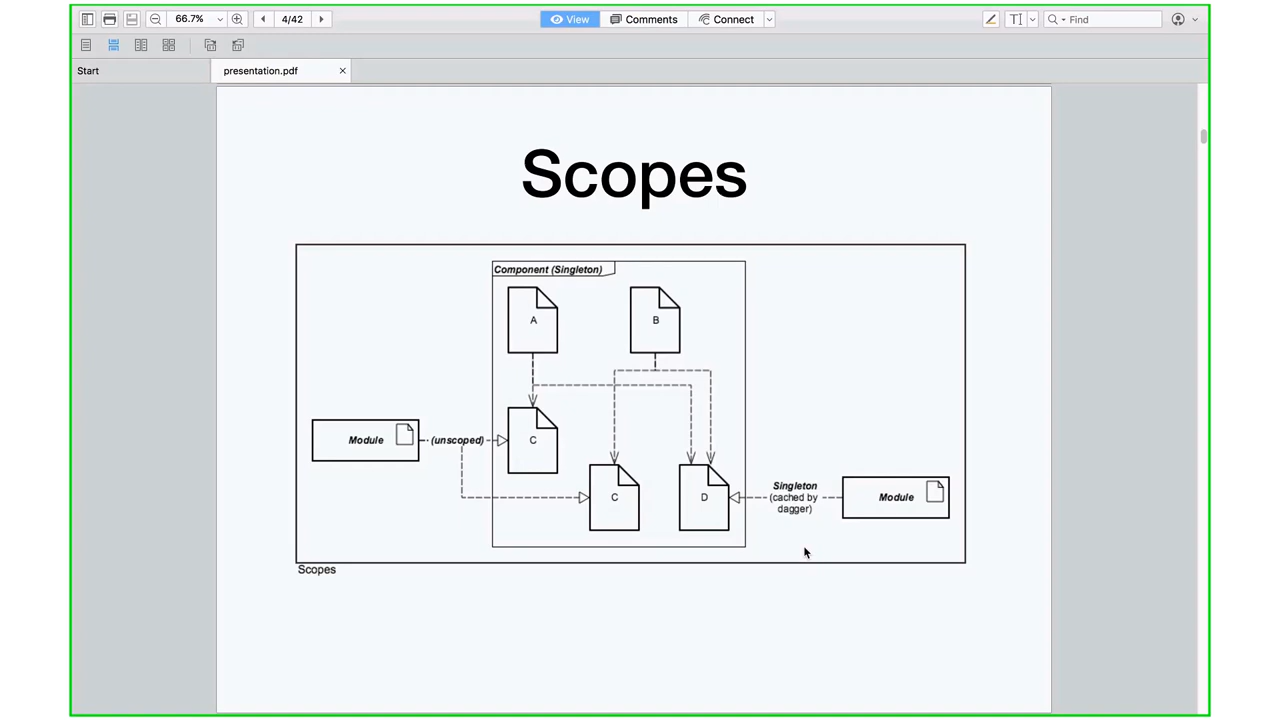 66.7%
4/42
View
Comments
Connect
Find
Start
presentation.pdf
Scopes
Component (Singleton)
A
B
Module
(unscoped)
C
C
D
Singleton
(cached by
dagger)
Module
Scopes